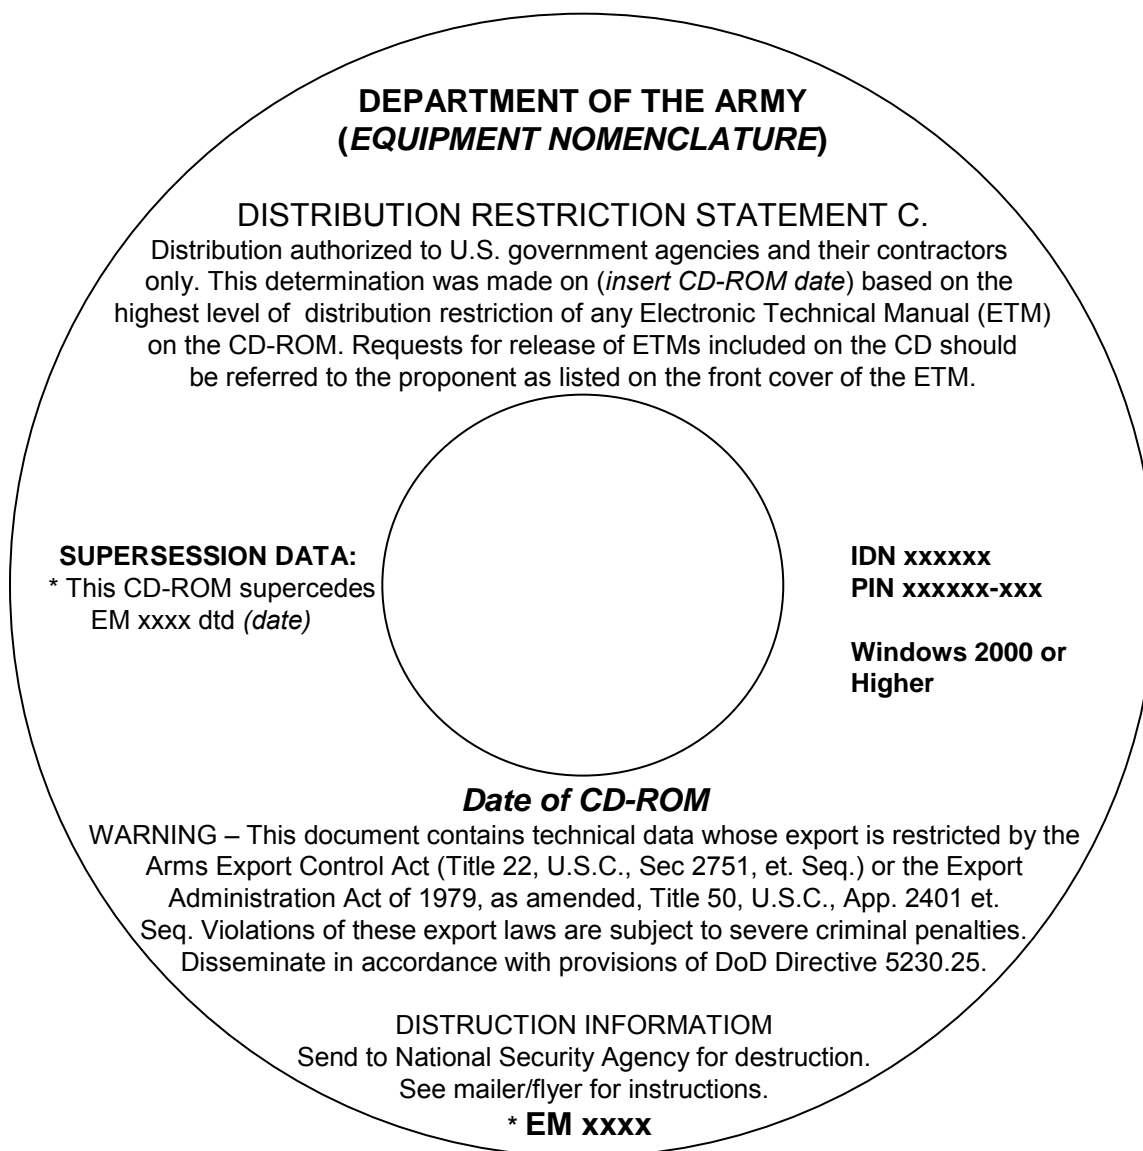 DEPARTMENT OF THE ARMY
(EQUIPMENT NOMENCLATURE)
DISTRIBUTION RESTRICTION STATEMENT C.
Distribution authorized to U.S. government agencies and their contractors
only. This determination was made on (insert CD-ROM date) based on the
highest level of distribution restriction of any Electronic Technical Manual (ETM)
on the CD-ROM. Requests for release of ETMs included on the CD should
be referred to the proponent as listed on the front cover of the ETM.
SUPERSESSION DATA:
* This CD-ROM supercedes
EM xxxx dtd (date)
IDN xxxxxx
PIN xxxxxx-xxx
Windows 2000 or
Higher
Date of CD-ROM
WARNING – This document contains technical data whose export is restricted by the
Arms Export Control Act (Title 22, U.S.C., Sec 2751, et. Seq.) or the Export
Administration Act of 1979, as amended, Title 50, U.S.C., App. 2401 et.
Seq. Violations of these export laws are subject to severe criminal penalties.
Disseminate in accordance with provisions of DoD Directive 5230.25.
DISTRUCTION INFORMATIOM
Send to National Security Agency for destruction.
See mailer/flyer for instructions.
* EM xxxx